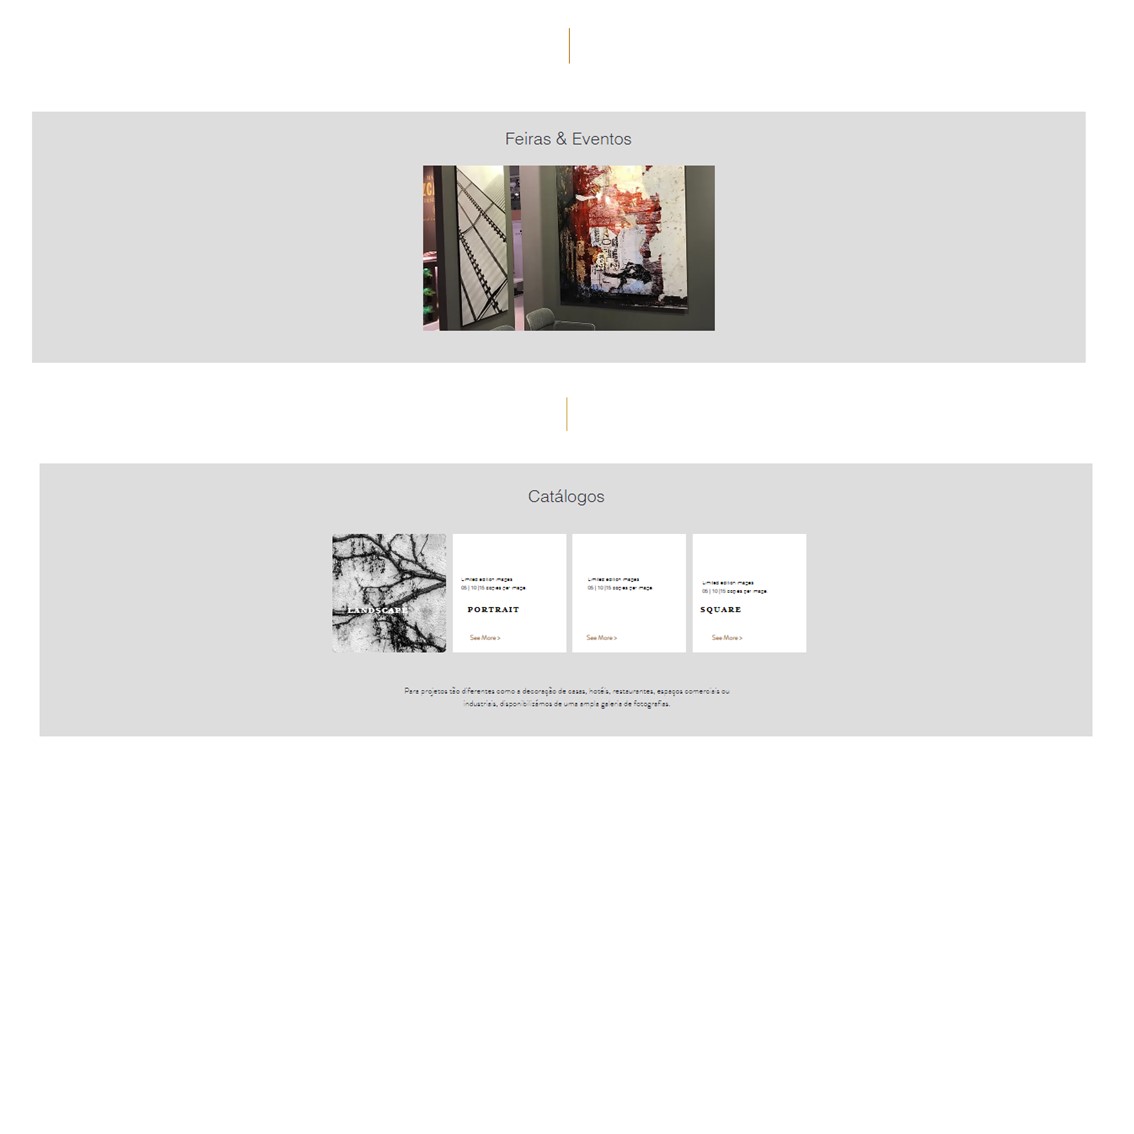 Feiras & Eventos
Catálogos
LANDSCAPE
Limited edition images
05 | 10 |15 copies per image
PORTRAIT
See More >
Limited edition images
05 | 10 |15 copies per image
See More >
Limited edition images
05 | 10 |15 copies per image
SQUARE
See More >
Para projetos tão diferentes como a decoração de casas, hotéis, restaurantes, espaços comerciais ou
industriais, disponibilizámos de uma ampla galeria de fotografias.